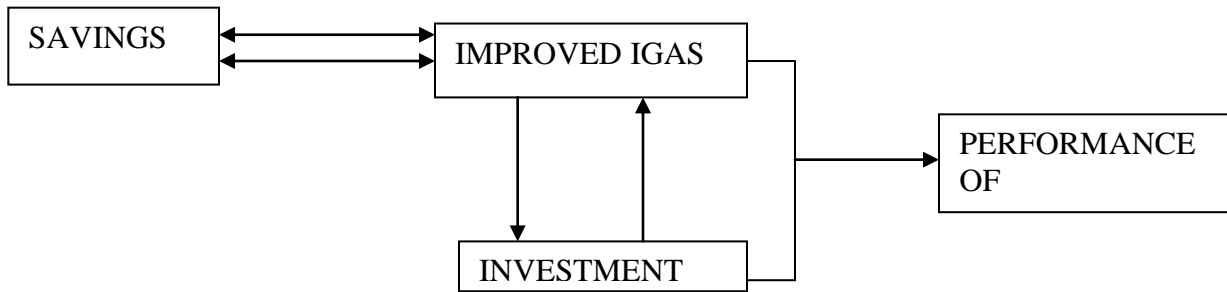 SAVINGS
IMPROVED IGAS
PERFORMANCE
OF
INVESTMENT